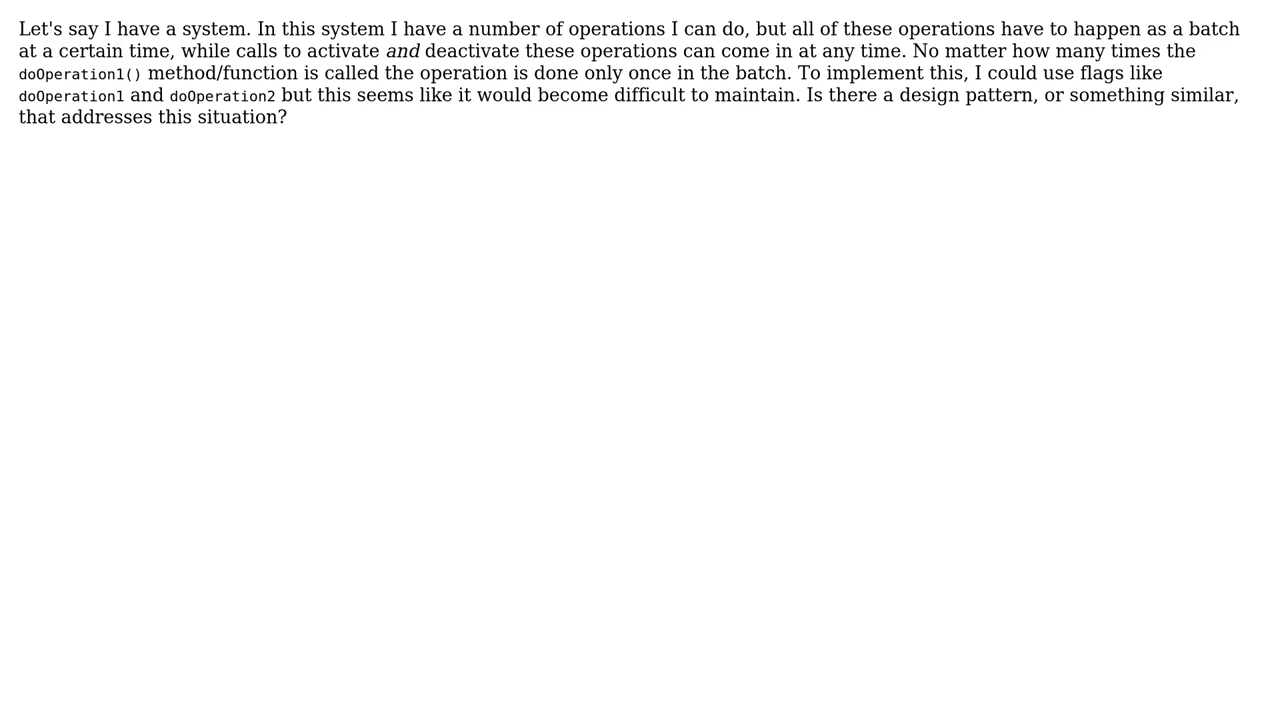 Let's say I have a system. In this system I have a number of operations I can do, but all of these operations have to happen as a batch
at a certain time, while calls to activate and deactivate these operations can come in at any time. No matter how many times the
doOperation1() method/function is called the operation is done only once in the batch. To implement this, I could use flags like
doOperation1 and doOperation2 but this seems like it would become difficult to maintain. Is there a design pattern, or something similar,
that addresses this situation?